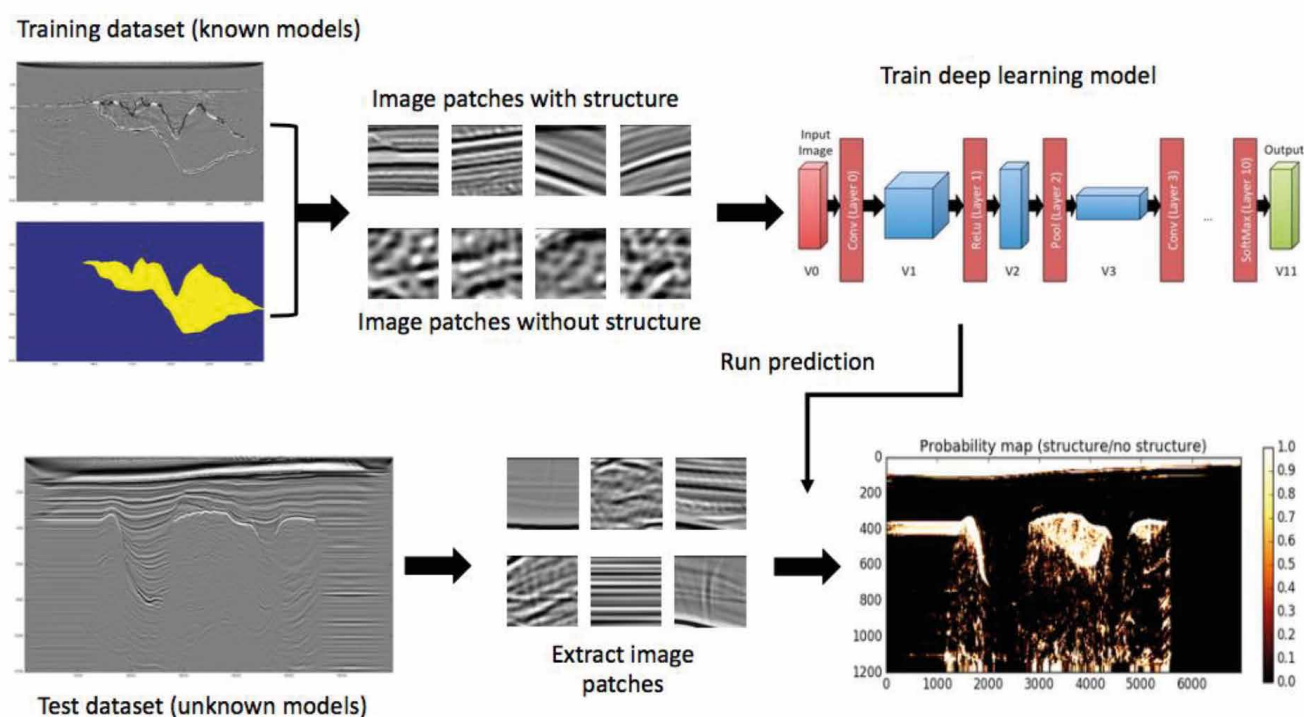 Training dataset (known models)
Image patches with structure
Image patches without structure
Train deep learning model
Input
Image
Conv (Layer 0)
ReLu (Layer 1)
Pool (Layer 2)
Conv (Layer 3)
...
SoftMax (Layer 10)
Output
V0
V1
V2
V3
V11
Run prediction
Test dataset (unknown models)
Extract image
patches
Probability map (structure/no structure)
0
200
400
600
800
1000
1200
0 1000 2000 3000 4000 5000 6000
1.0
0.9
0.8
0.7
0.6
0.5
0.4
0.3
0.2
0.1
0.0